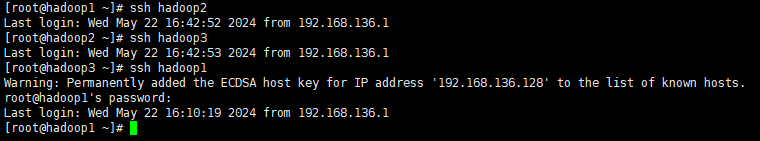 [root@hadoop1 ~]# ssh hadoop2
Last login: Wed May 22 16:42:52 2024 from 192.168.136.1
[root@hadoop2 ~]# ssh hadoop3
Last login: Wed May 22 16:42:53 2024 from 192.168.136.1
[root@hadoop3 ~]# ssh hadoop1
Warning: Permanently added the ECDSA host key for IP address '192.168.136.128' to the list of known hosts.
root@hadoop1's password:
Last login: Wed May 22 16:10:19 2024 from 192.168.136.1
[root@hadoop1 ~]#